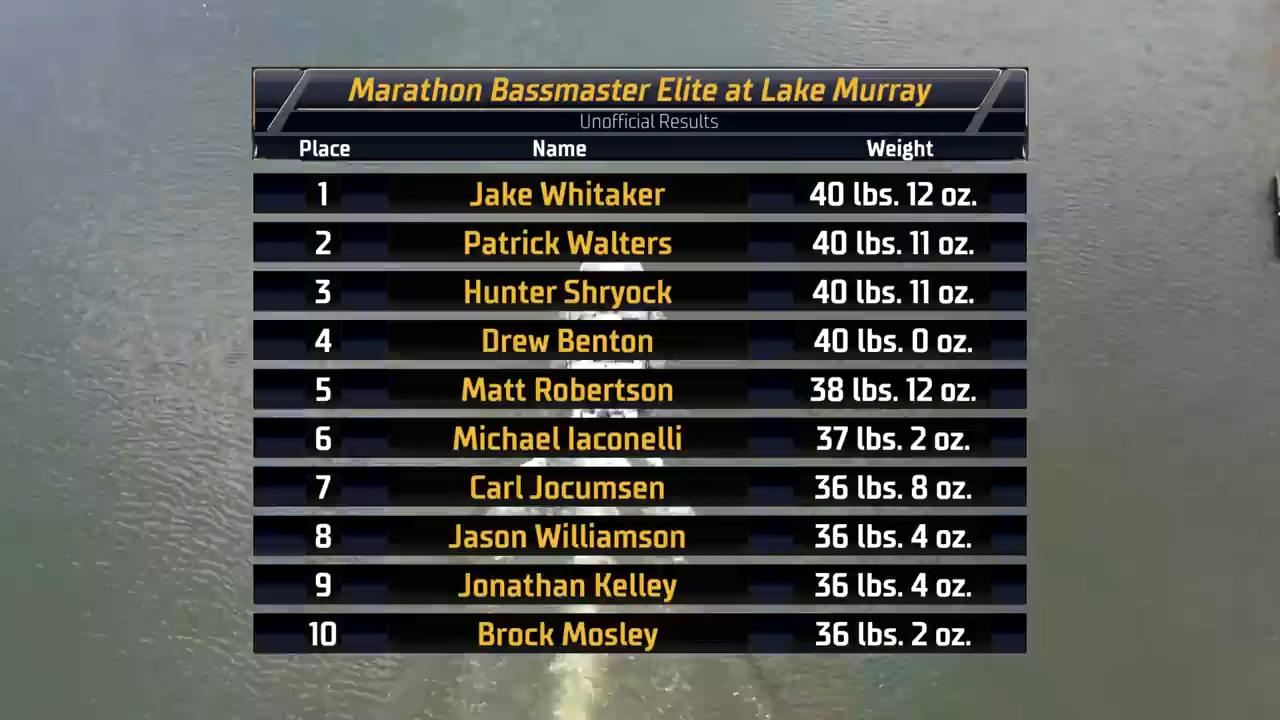 Marathon Bassmaster Elite at Lake Murray
Unofficial Results
Place Name Weight
1 Jake Whitaker 40 lbs. 12 oz.
2 Patrick Walters 40 lbs. 11 oz.
3 Hunter Shryock 40 lbs. 11 oz.
4 Drew Benton 40 lbs. 0 oz.
5 Matt Robertson 38 lbs. 12 oz.
6 Michael Iaconelli 37 lbs. 2 oz.
7 Carl Jocumsen 36 lbs. 8 oz.
8 Jason Williamson 36 lbs. 4 oz.
9 Jonathan Kelley 36 lbs. 4 oz.
10 Brock Mosley 36 lbs. 2 oz.